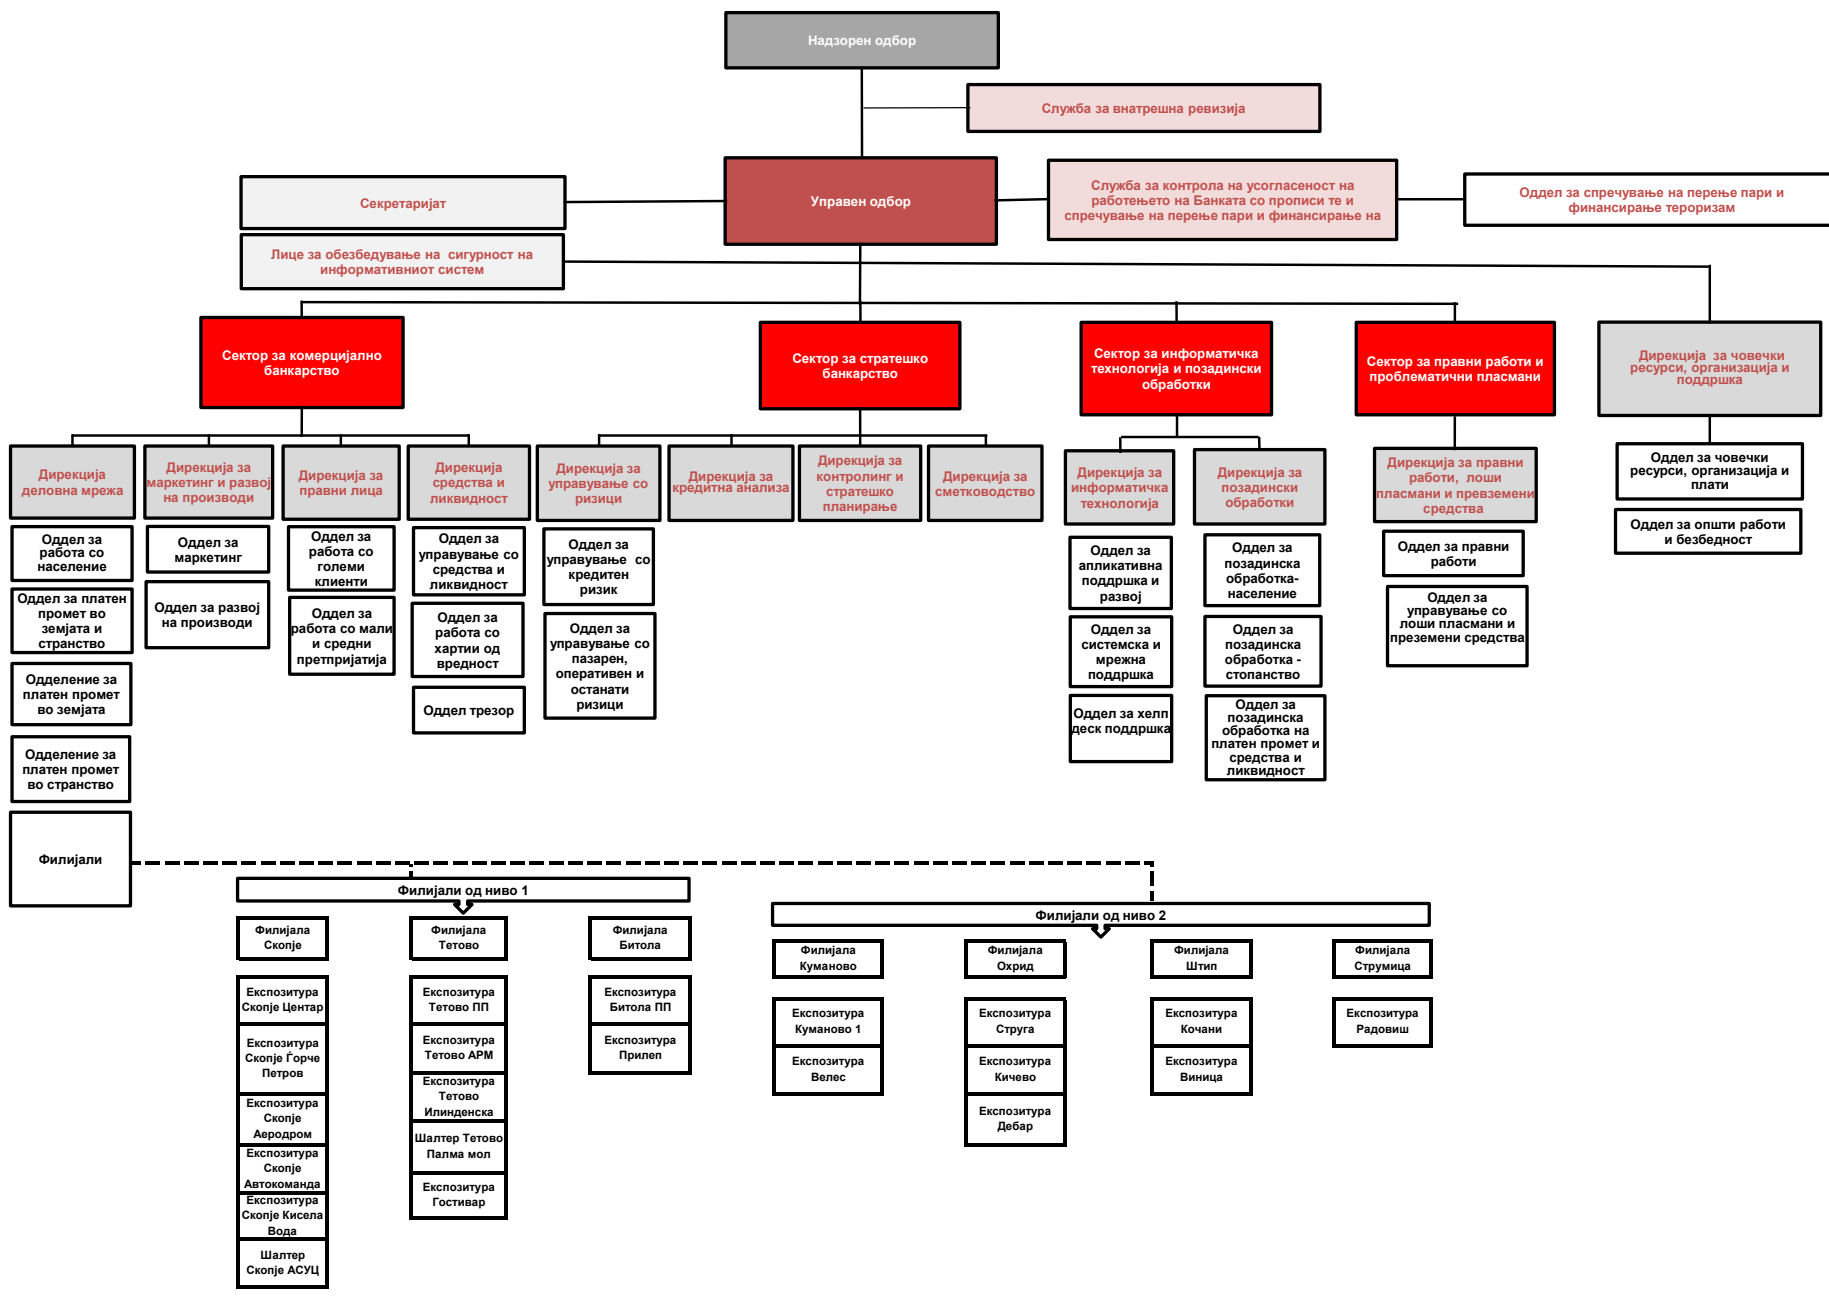 Надзорен одбор
Служба за внатрешна ревизија
Секретаријат
Управен одбор
Служба за контрола на усогласеност на
работењето на Банката со прописи те и
спречување на перење пари и финансирање на
Оддел за спречување на перење пари и
финансирање тероризам
Лице за обезбедување на  сигурност на
информативниот систем
Сектор за комерцијално
банкарство
Сектор за стратешко
банкарство
Сектор за информатичка
технологија и позадински
обработки
Сектор за правни работи и
проблематични пласмани
Дирекција  за човечки
ресурси, организација и
поддршка
Дирекција
деловна мрежа
Дирекција за
маркетинг и развој
на производи
Дирекција за
правни лица
Дирекција
средства и
ликвидност
Дирекција за
управување со
ризици
Дирекција за
кредитна анализа
Дирекција за
контролинг и
стратешко
планирање
Дирекција за
сметководство
Дирекција за
информатичка
технологија
Дирекција за
позадински
обработки
Дирекција за правни
работи,  лоши
пласмани и превземени
средства
Оддел за човечки
ресурси, организација и
плати
Оддел за општи работи
и безбедност
Оддел за
работа со
население
Оддел за платен
промет во
земјата и
странство
Одделение за
платен промет
во земјата
Одделение за
платен промет
во странство
Филијали
Оддел за
маркетинг
Оддел за развој
на производи
Оддел за
работа со
големи
клиенти
Оддел за
работа со мали
и средни
претпријатија
Оддел за
управување со
средства и
ликвидност
Оддел за
работа со
хартии од
вредност
Оддел трезор
Оддел за
управување  со
кредитен
ризик
Оддел за
управување со
пазарен,
оперативен и
останати
ризици
Оддел за
апликативна
поддршка и
развој
Оддел за
системска и
мрежна
поддршка
Оддел за хелп
деск поддршка
Оддел за
позадинска
обработка-
население
Оддел за
позадинска
обработка -
стопанство
Оддел за
позадинска
обработка на
платен промет и
средства и
ликвидност
Оддел за правни
работи
Оддел за
управување со
лоши пласмани и
преземени средства
Филијали од ниво 1
Филијала
Скопје
Експозитура
Скопје Центар
Експозитура
Скопје Ѓорче
Петров
Експозитура
Скопје
Аеродром
Експозитура
Скопје
Автокоманда
Експозитура
Скопје Кисела
Вода
Шалтер
Скопје АСУЦ
Филијала
Тетово
Експозитура
Тетово ПП
Експозитура
Тетово АРМ
Експозитура
Тетово
Илинденска
Шалтер Тетово
Палма мол
Експозитура
Гостивар
Филијала
Битола
Експозитура
Битола ПП
Експозитура
Прилеп
Филијали од ниво 2
Филијала
Куманово
Експозитура
Куманово 1
Експозитура
Велес
Филијала
Охрид
Експозитура
Струга
Експозитура
Кичево
Експозитура
Дебар
Филијала
Штип
Експозитура
Кочани
Експозитура
Виница
Филијала
Струмица
Експозитура
Радовиш